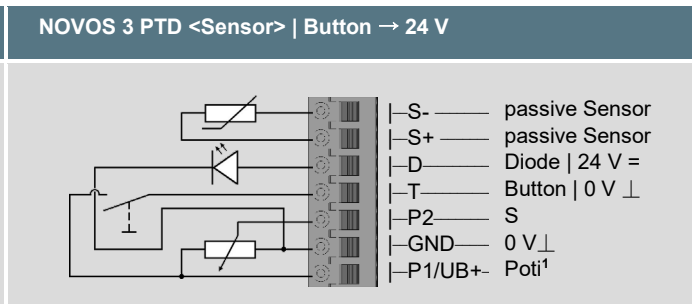 NOVOS 3 PTD <Sensor> | Button → 24 V
|—S- —— passive Sensor
|—S+ —— passive Sensor
|—D—— Diode | 24 V =
|—T—— Button | 0 V ⊥
|—P2—— S
|—GND— 0 V⊥
|—P1/UB+– Poti¹